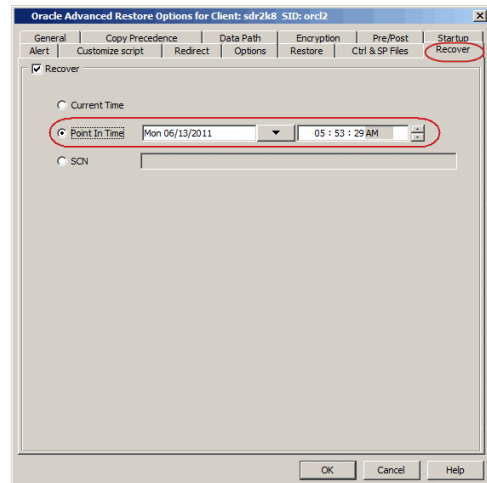 Oracle Advanced Restore Options for Client: sdr2k8 SID: orcl2
General Copy Precedence Data Path Encryption Pre/Post Startup
Alert Customize script Redirect Options Restore Ctrl & SP Files Recover
Recover
Current Time
Point In Time Mon 06/13/2011 05 : 53 : 29 AM
SCN
OK Cancel Help